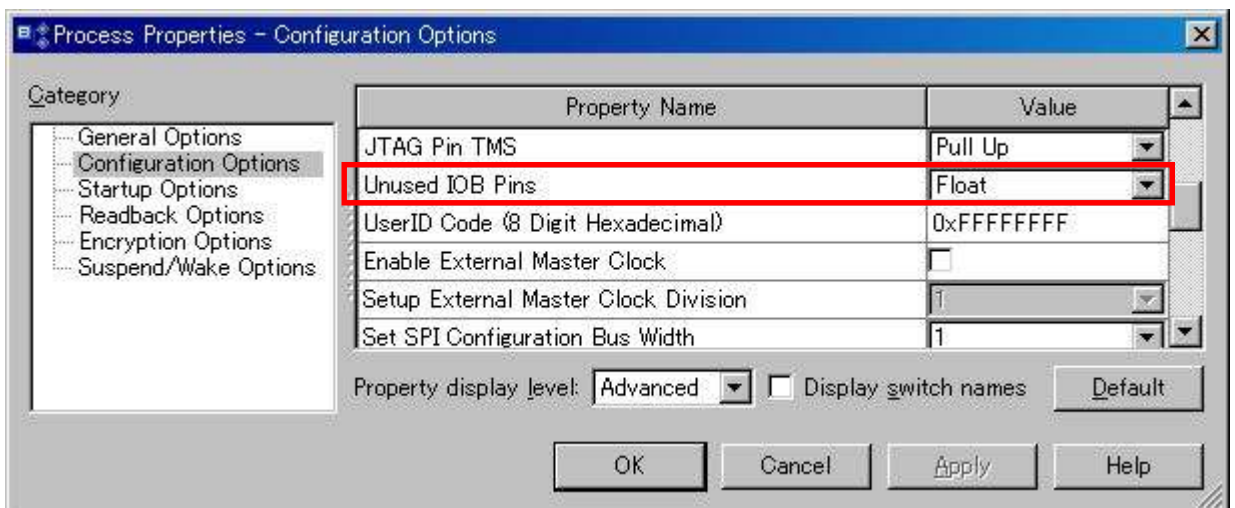 Process Properties - Configuration Options
Category
General Options
Configuration Options
Startup Options
Readback Options
Encryption Options
Suspend/Wake Options
Property Name Value
JTAG Pin TMS Pull Up
Unused IOB Pins Float
UserID Code (8 Digit Hexadecimal) 0xFFFFFFFF
Enable External Master Clock
Setup External Master Clock Division 1
Set SPI Configuration Bus Width 1
Property display level: Advanced Display switch names Default
OK Cancel Apply Help